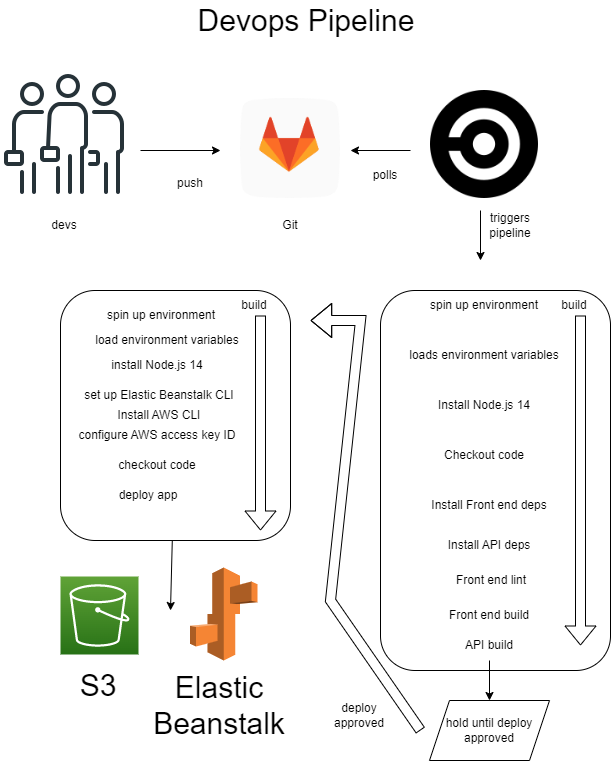 Devops Pipeline
push
polls
devs
Git
triggers
pipeline
spin up environment
build
load environment variables
install Node.js 14
set up Elastic Beanstalk CLI
Install AWS CLI
configure AWS access key ID
checkout code
deploy app
spin up environment
build
loads environment variables
Install Node.js 14
Checkout code
Install Front end deps
Install API deps
Front end lint
Front end build
API build
S3
Elastic
Beanstalk
deploy
approved
hold until deploy
approved